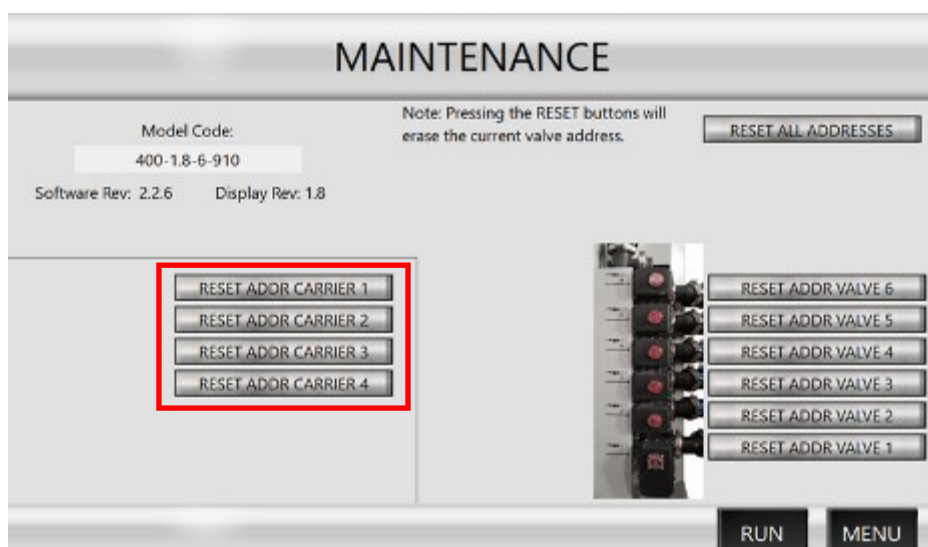 MAINTENANCE
Model Code:
400-1.8-6-910
Software Rev: 2.2.6 Display Rev: 1.8
Note: Pressing the RESET buttons will
erase the current valve address.
RESET ALL ADDRESSES
RESET ADDR CARRIER 1
RESET ADDR CARRIER 2
RESET ADDR CARRIER 3
RESET ADDR CARRIER 4
RESET ADDR VALVE 6
RESET ADDR VALVE 5
RESET ADDR VALVE 4
RESET ADDR VALVE 3
RESET ADDR VALVE 2
RESET ADDR VALVE 1
RUN MENU